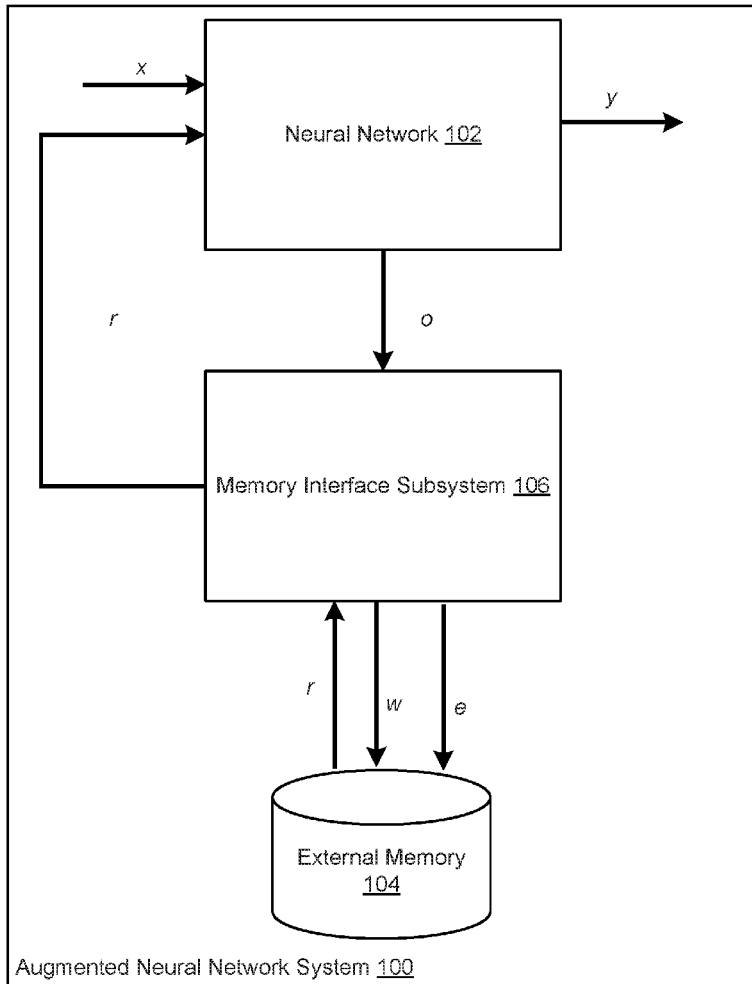 x
y
Neural Network 102
r
o
Memory Interface Subsystem 106
r
w
e
External Memory
104
Augmented Neural Network System 100